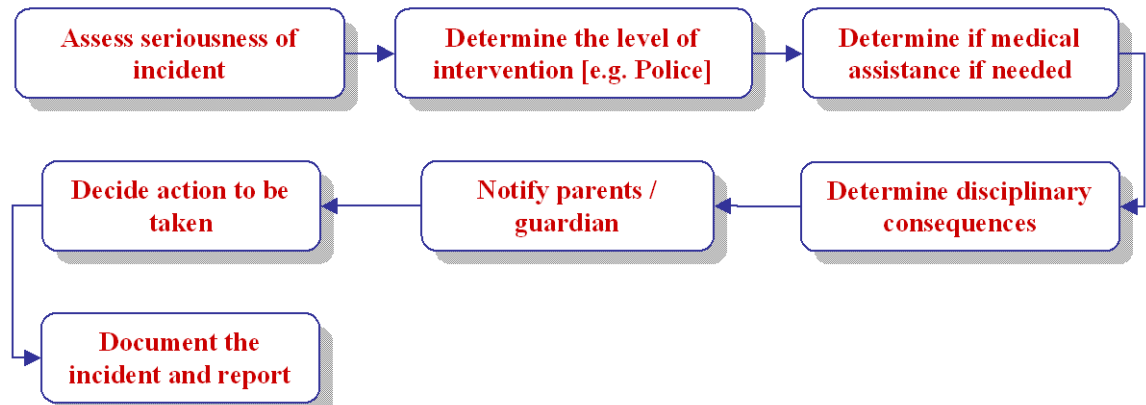 Assess seriousness of
incident
Determine the level of
intervention [e.g. Police]
Determine if medical
assistance if needed
Determine disciplinary
consequences
Notify parents /
guardian
Decide action to be
taken
Document the
incident and report